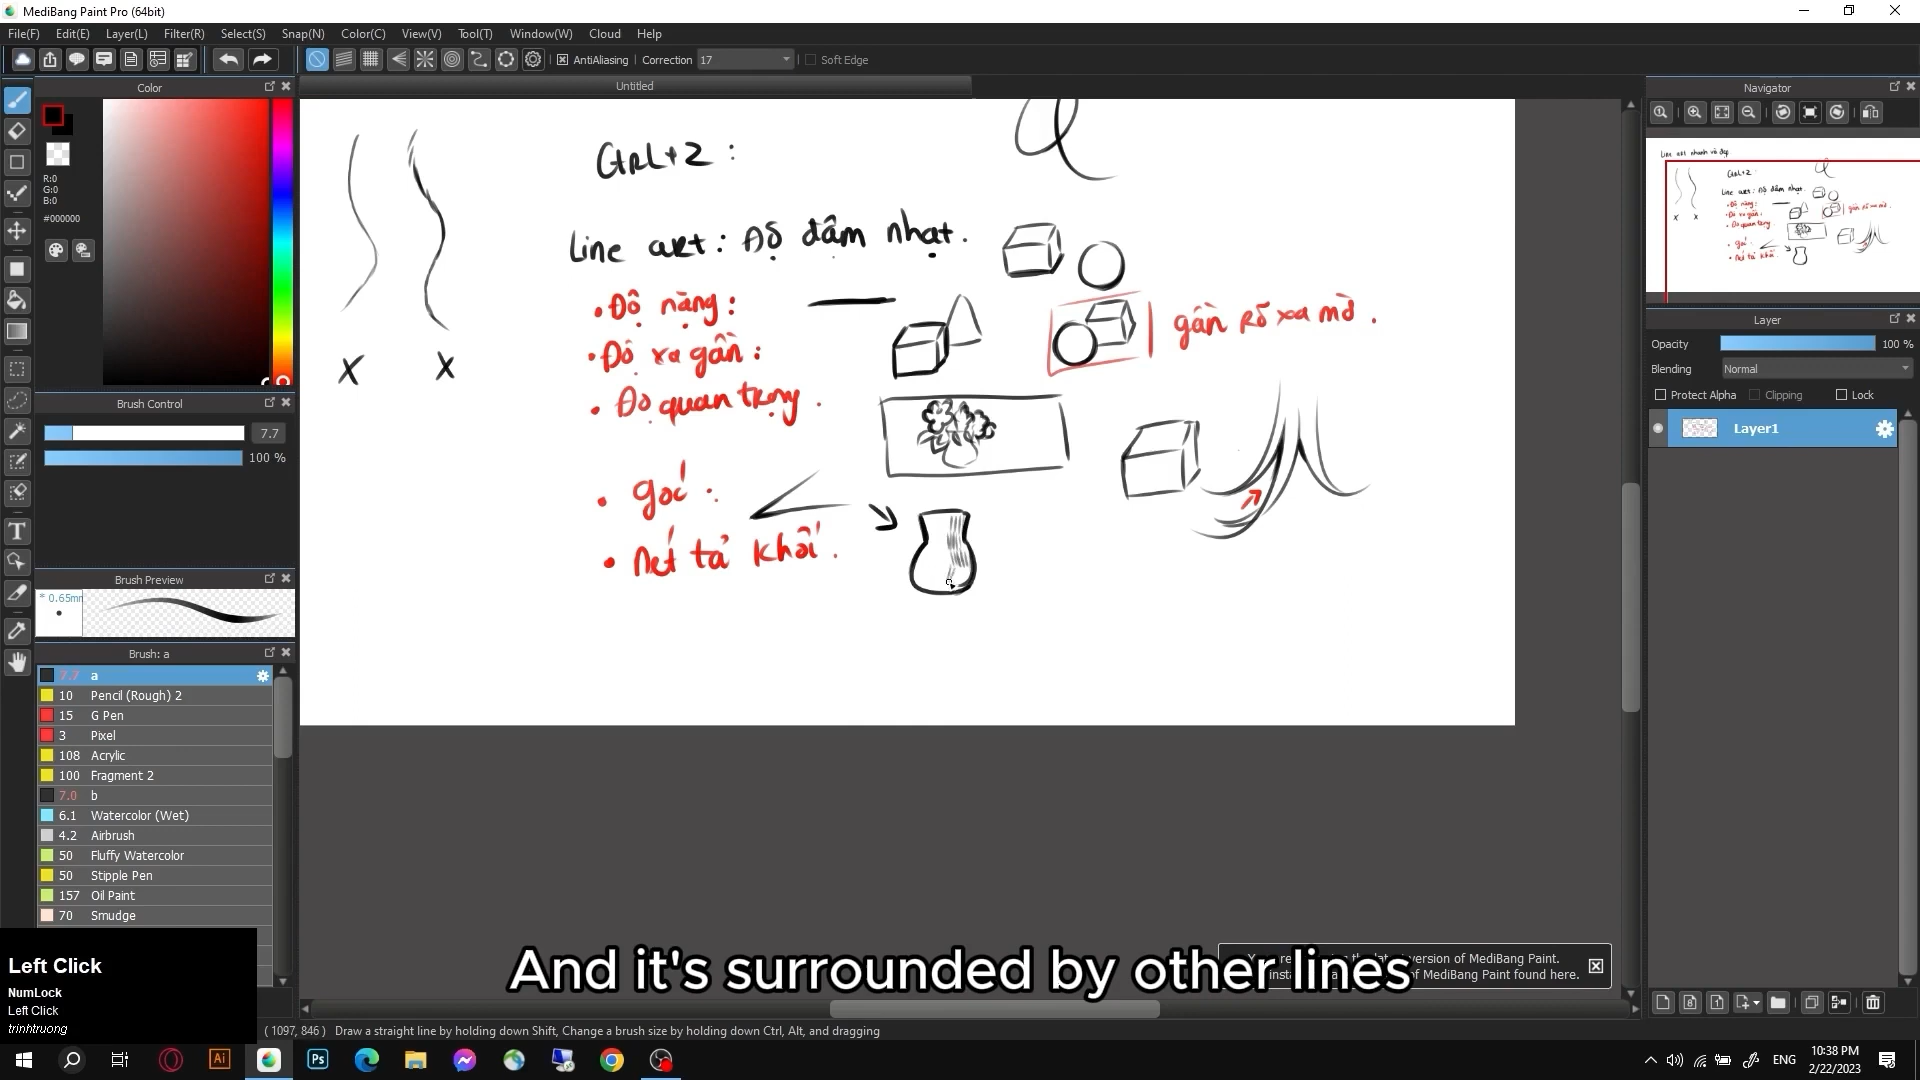 MediBang Paint Pro (64bit)
File(F) Edit(E) Layer(L) Filter(R) Select(S) Snap(N) Color(C) View(V) Tool(T) Window(W) Cloud Help
AntiAliasing Correction 17 Soft Edge
Color
Untitled
Navigator
R:0
G:0
B:0
#000000
Ctrl+Z :
Line art : Độ đậm nhạt .
• Độ nặng :
• Độ xa gần :
gần rõ xa mờ .
• Độ quan trọng .
• góc :
• Nét tả khối .
X X
Layer
Opacity 100 %
Blending Normal
Protect Alpha Clipping Lock
Layer1
Brush Control
7.7
100 %
Brush Preview
* 0.65mm
Brush: a
7.7 a
10 Pencil (Rough) 2
15 G Pen
3 Pixel
108 Acrylic
100 Fragment 2
7.0 b
6.1 Watercolor (Wet)
4.2 Airbrush
50 Fluffy Watercolor
50 Stipple Pen
157 Oil Paint
70 Smudge
Left Click
NumLock
Left Click
trinhtruong
And it's surrounded by other lines
version of MediBang Paint.
of MediBang Paint found here.
( 1097, 846 ) Draw a straight line by holding down Shift, Change a brush size by holding down Ctrl, Alt, and dragging
ENG
10:38 PM
2/22/2023